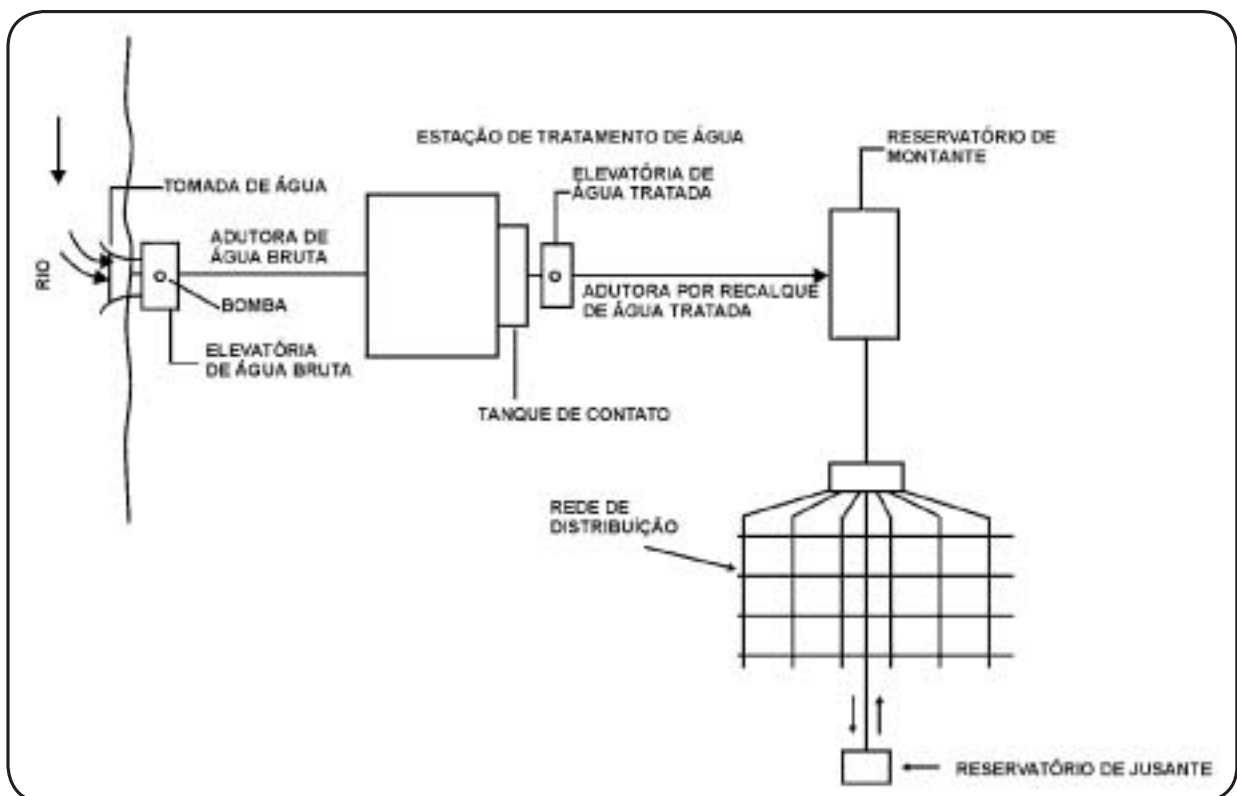 ESTAÇÃO DE TRATAMENTO DE ÁGUA
RESERVATÓRIO DE
MONTANTE
TOMADA DE ÁGUA
ELEVATÓRIA DE
ÁGUA TRATADA
ADUTORA DE
ÁGUA BRUTA
RIO
BOMBA
ADUTORA POR RECALQUE
DE ÁGUA TRATADA
ELEVATÓRIA
DE ÁGUA BRUTA
TANQUE DE CONTATO
REDE DE
DISTRIBUÍÇÃO
RESERVATÓRIO DE JUSANTE